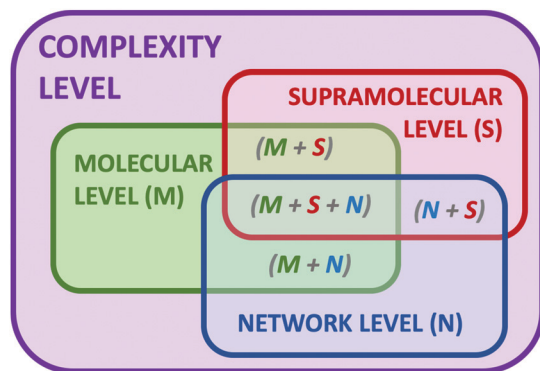 COMPLEXITY
LEVEL
SUPRAMOLECULAR
LEVEL (S)
(M + S)
MOLECULAR
LEVEL (M)
(M + S + N)
(N + S)
(M + N)
NETWORK LEVEL (N)